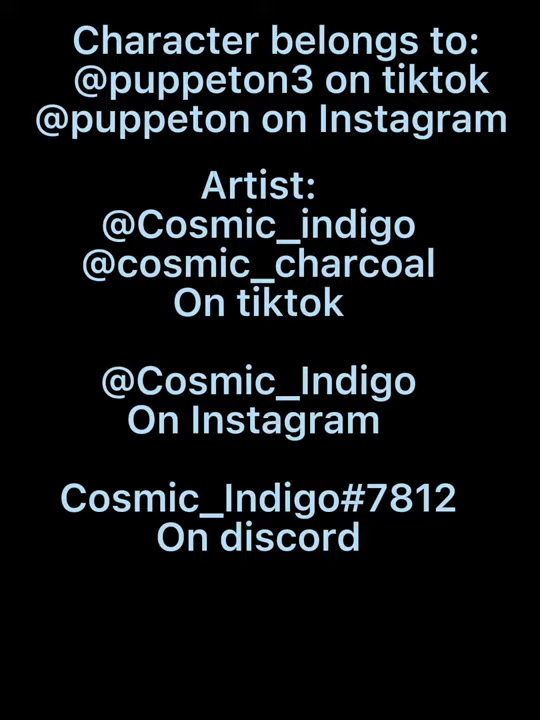 Character belongs to:
@puppeton3 on tiktok
@puppeton on Instagram
Artist:
@Cosmic_indigo
@cosmic_charcoal
On tiktok
@Cosmic_Indigo
On Instagram
Cosmic_Indigo#7812
On discord